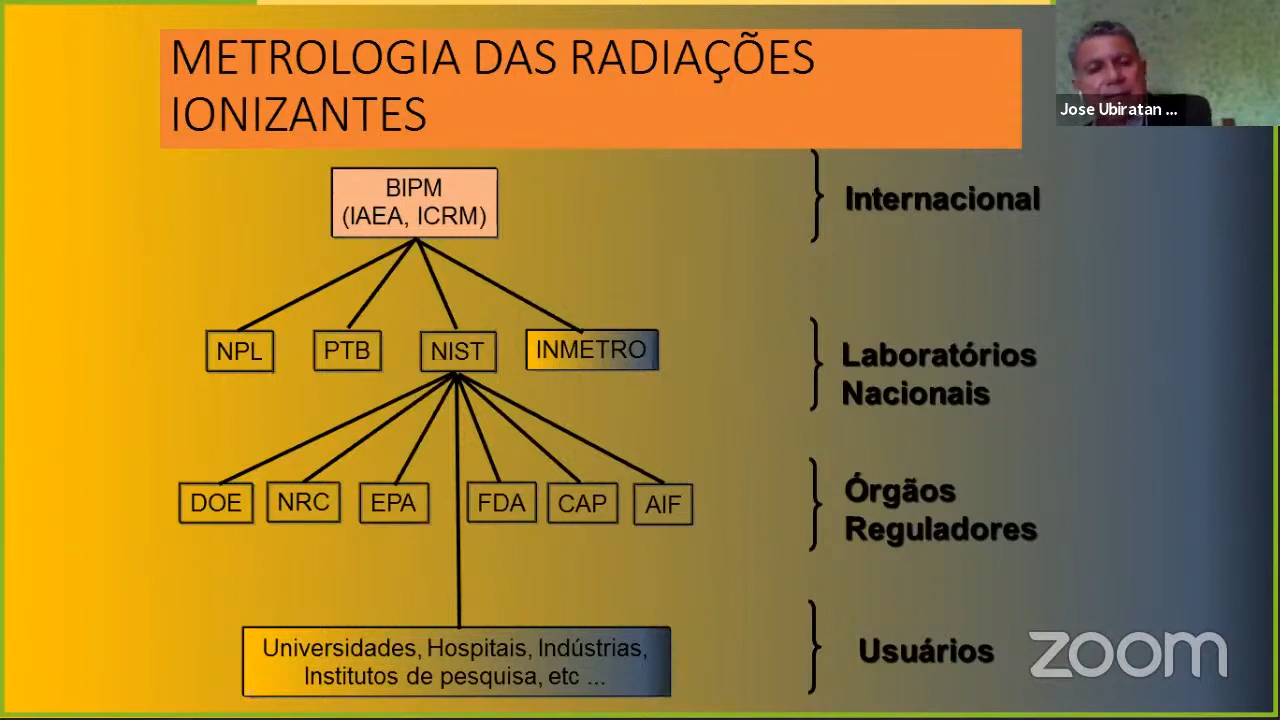 METROLOGIA DAS RADIAÇÕES
IONIZANTES
Jose Ubiratan ...
BIPM
(IAEA, ICRM)
Internacional
NPL
PTB
NIST
INMETRO
Laboratórios
Nacionais
DOE
NRC
EPA
FDA
CAP
AIF
Órgãos
Reguladores
Universidades, Hospitais, Indústrias,
Institutos de pesquisa, etc ...
Usuários
zoom